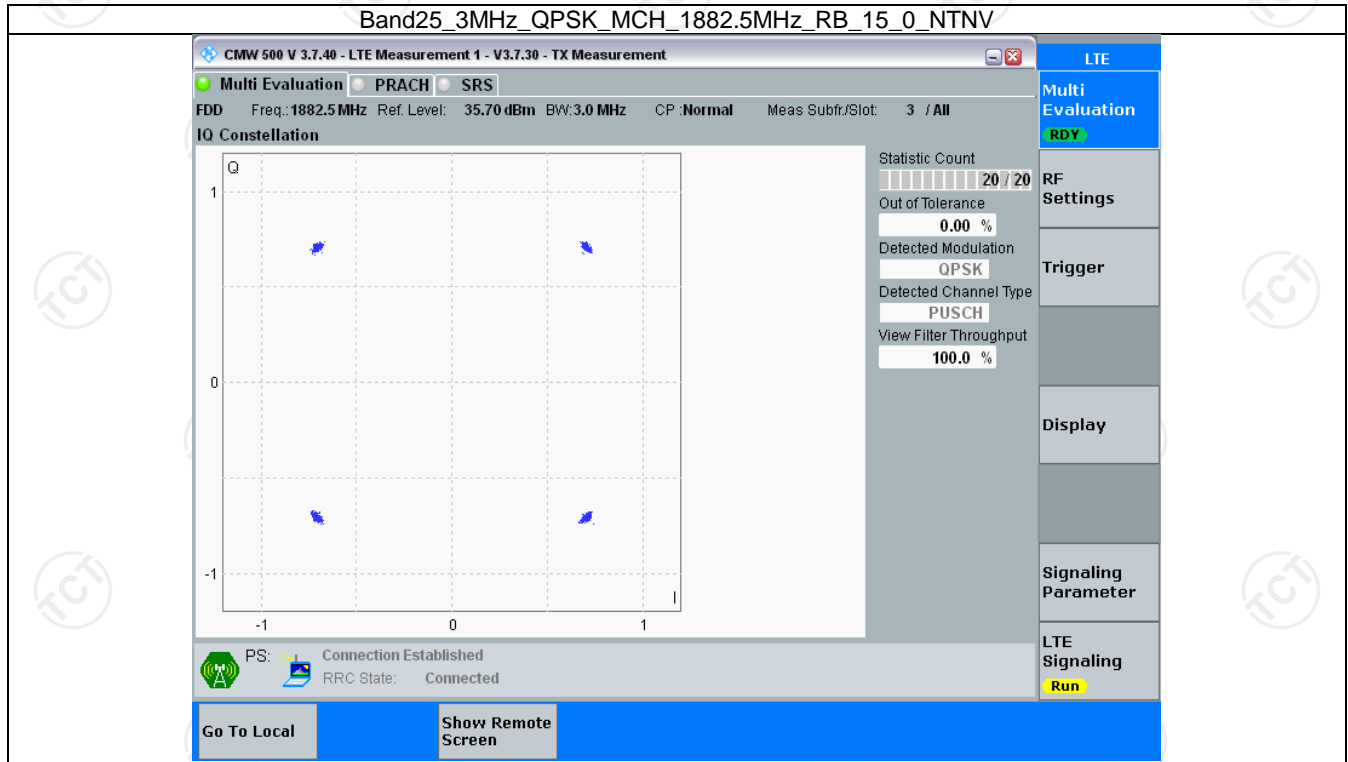 Band25_3MHz_QPSK_MCH_1882.5MHz_RB_15_0_NTNV
CMW 500 V 3.7.40 - LTE Measurement 1 - V3.7.30 - TX Measurement
LTE
Multi Evaluation PRACH SRS
Multi
Evaluation
RDY
FDD Freq.:1882.5 MHz Ref. Level: 35.70 dBm BW:3.0 MHz CP :Normal Meas Subfr./Slot: 3 / All
IQ Constellation
Q
1
0
-1
-1 0 1
I
Statistic Count
20 / 20
Out of Tolerance
0.00 %
Detected Modulation
QPSK
Detected Channel Type
PUSCH
View Filter Throughput
100.0 %
RF
Settings
Trigger
Display
Signaling
Parameter
LTE
Signaling
Run
PS: Connection Established
RRC State: Connected
Go To Local
Show Remote
Screen
TCT
TCT
TCT
TCT